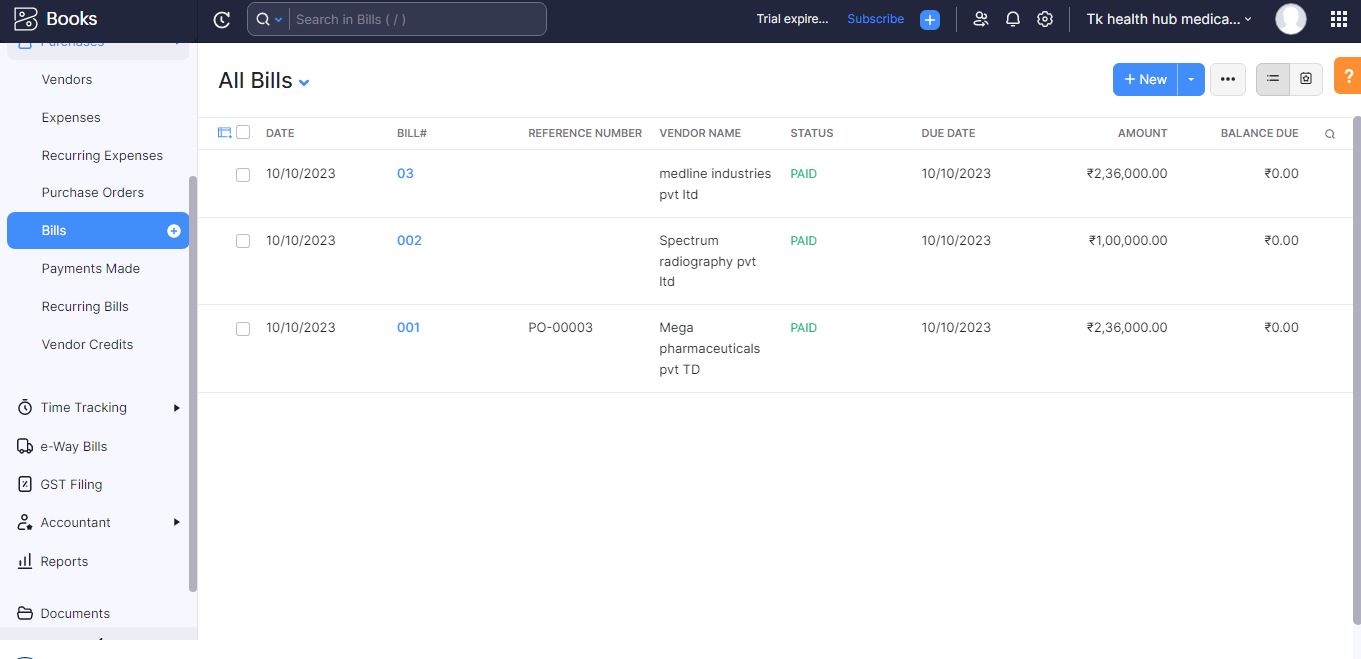 Books
Search in Bills ( / )
Trial expire...
Subscribe
Tk health hub medica...
Purchases
Vendors
Expenses
Recurring Expenses
Purchase Orders
Bills
Payments Made
Recurring Bills
Vendor Credits
Time Tracking
e-Way Bills
GST Filing
Accountant
Reports
Documents
All Bills
+ New
?
DATE BILL# REFERENCE NUMBER VENDOR NAME STATUS DUE DATE AMOUNT BALANCE DUE
10/10/2023 03 medline industries PAID 10/10/2023 ₹2,36,000.00 ₹0.00
pvt ltd
10/10/2023 002 Spectrum PAID 10/10/2023 ₹1,00,000.00 ₹0.00
radiography pvt
ltd
10/10/2023 001 PO-00003 Mega PAID 10/10/2023 ₹2,36,000.00 ₹0.00
pharmaceuticals
pvt TD